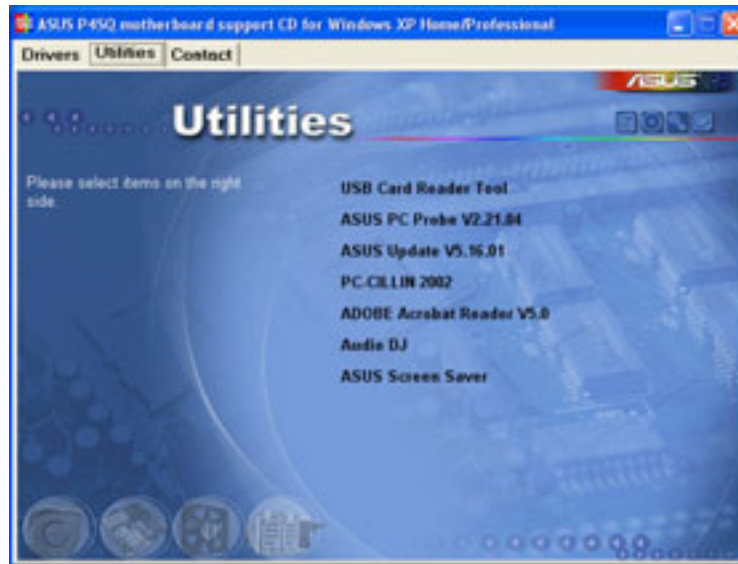 ASUS P4SQ motherboard support CD for Windows XP Home/Professional
Drivers Utilities Contact
ASUS
Utilities
Please select items on the right
side.
USB Card Reader Tool
ASUS PC Probe V2.21.04
ASUS Update V5.16.01
PC-CILLIN 2002
ADOBE Acrobat Reader V5.0
Audio DJ
ASUS Screen Saver